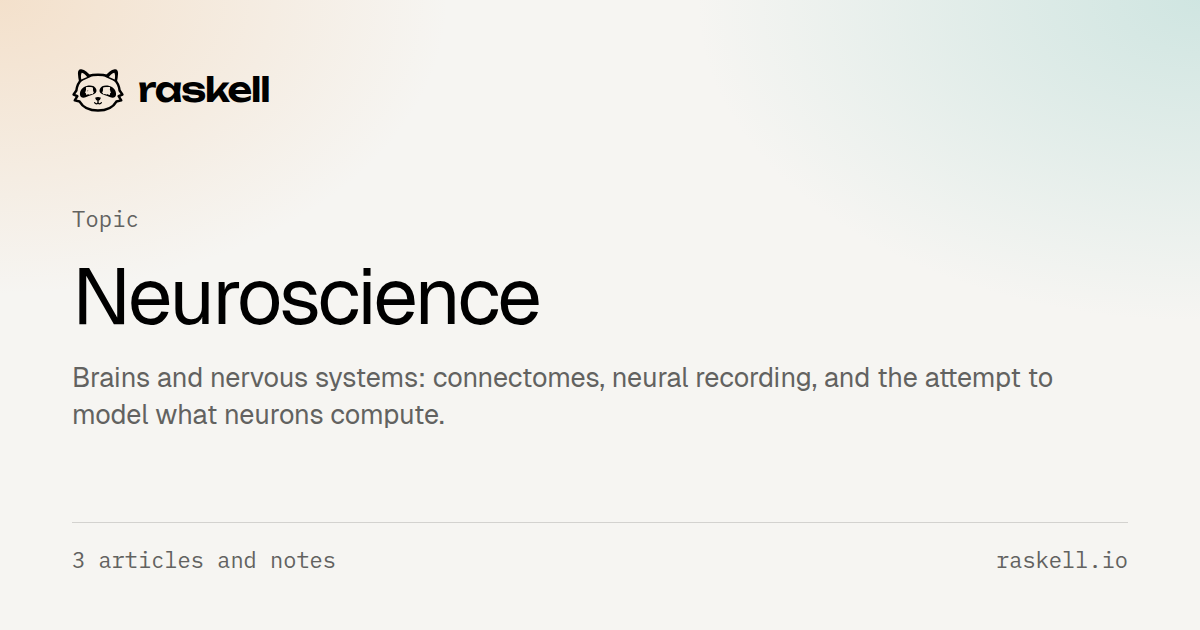 raskell
Topic
Neuroscience
Brains and nervous systems: connectomes, neural recording, and the attempt to
model what neurons compute.
3 articles and notes
raskell.io